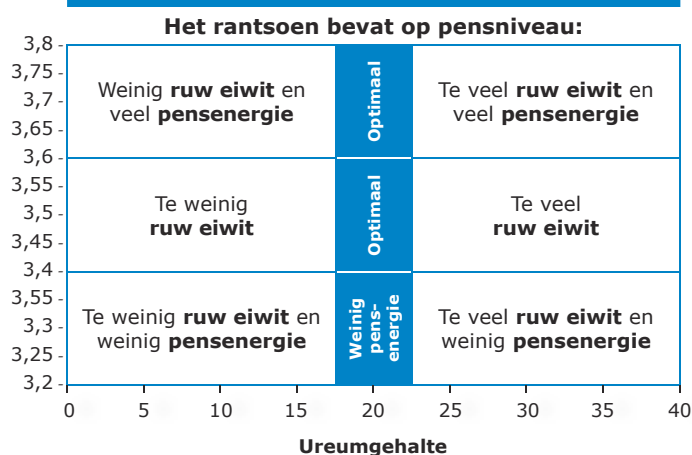 Het rantsoen bevat op pensniveau:
3,8
3,75
3,7
3,65
3,6
3,55
3,5
3,45
3,4
3,55
3,3
3,25
3,2
Weinig ruw eiwit en
veel pensenergie
Optimaal
Te veel ruw eiwit en
veel pensenergie
Te weinig
ruw eiwit
Optimaal
Te veel
ruw eiwit
Te weinig ruw eiwit en
weinig pensenergie
Weinig
pens-
energie
Te veel ruw eiwit en
weinig pensenergie
0 5 10 15 20 25 30 35 40
Ureumgehalte